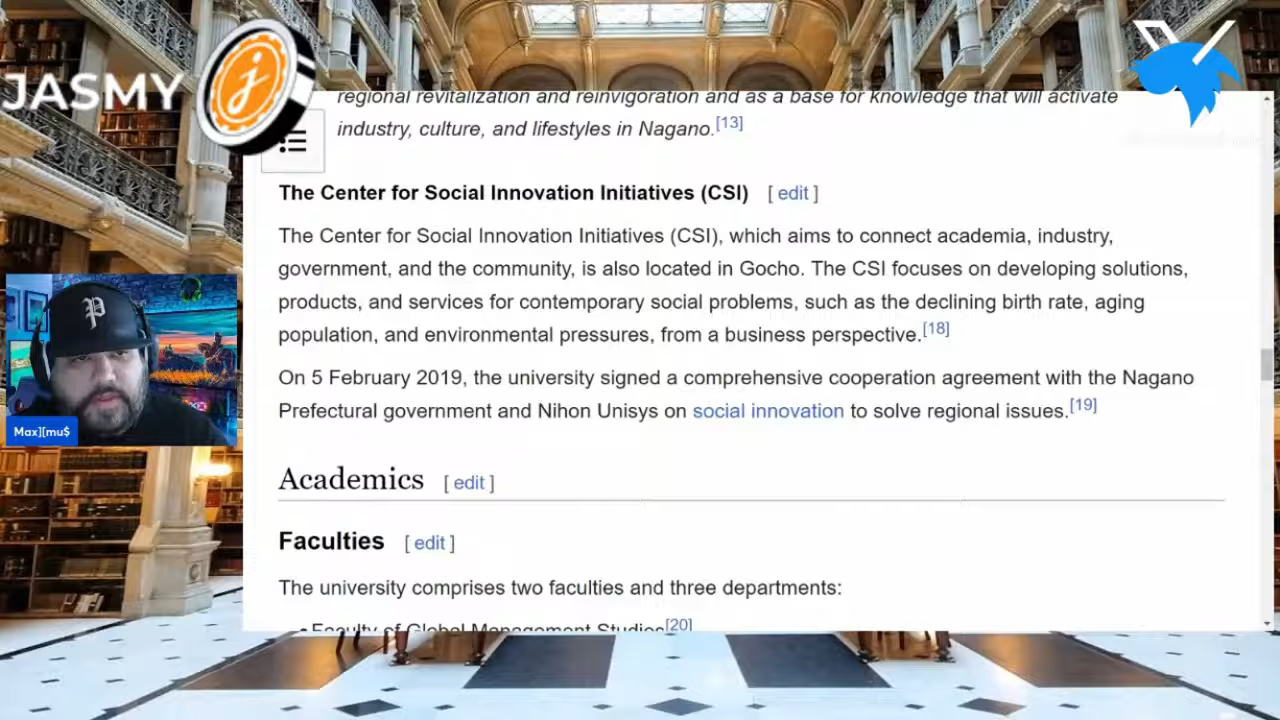 JASMY
regional revitalization and reinvigoration and as a base for knowledge that will activate
industry, culture, and lifestyles in Nagano.[13]
The Center for Social Innovation Initiatives (CSI) [ edit ]
The Center for Social Innovation Initiatives (CSI), which aims to connect academia, industry,
government, and the community, is also located in Gocho. The CSI focuses on developing solutions,
products, and services for contemporary social problems, such as the declining birth rate, aging
population, and environmental pressures, from a business perspective.[18]
On 5 February 2019, the university signed a comprehensive cooperation agreement with the Nagano
Prefectural government and Nihon Unisys on social innovation to solve regional issues.[19]
P
Max][mu$
Academics [ edit ]
Faculties [ edit ]
The university comprises two faculties and three departments:
• Faculty of Global Management Studies[20]